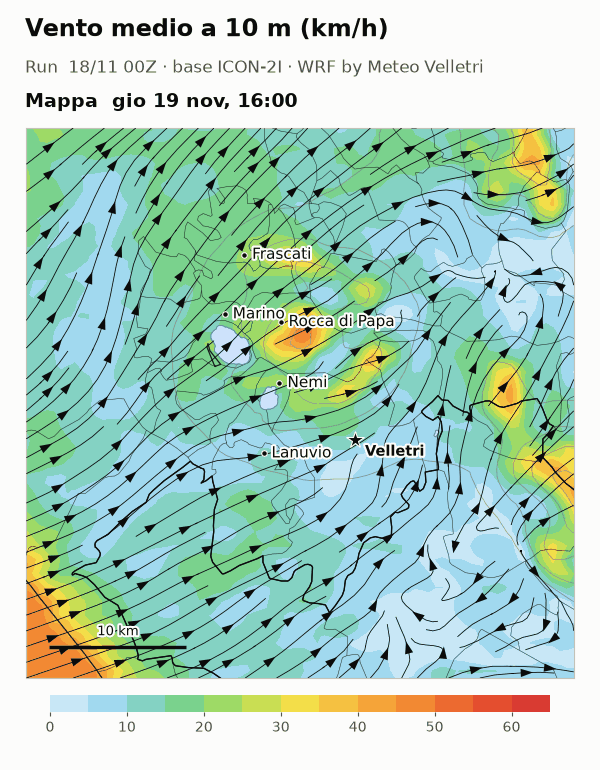 Vento medio a 10 m (km/h)
Run  18/11 00Z · base ICON-2I · WRF by Meteo Velletri
Mappa  gio 19 nov, 16:00
Frascati
Marino
Rocca di Papa
Nemi
Lanuvio
Velletri
10 km
0 10 20 30 40 50 60